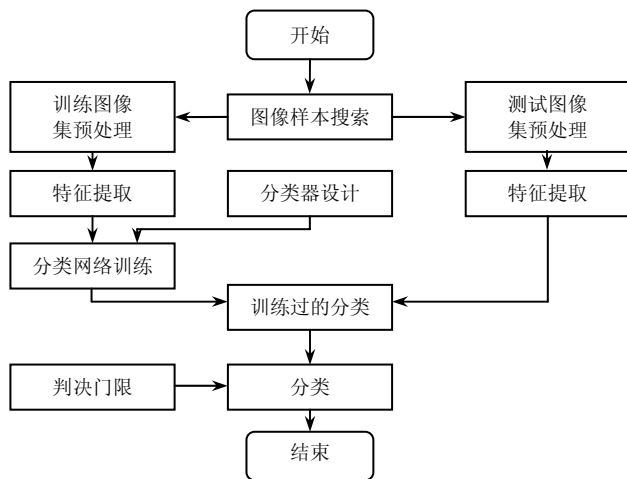 开始
训练图像
集预处理
图像样本搜索
测试图像
集预处理
特征提取
分类器设计
特征提取
分类网络训练
训练过的分类
判决门限
分类
结束